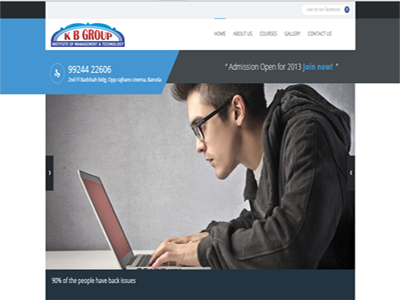 Like Us on Facebook
K B GROUP
INSTITUTE OF MANAGEMENT & TECHNOLOGY
HOME ABOUT US COURSES GALLERY CONTACT US
99244 22606
2nd Fl Badshah bldg, Opp rajhans cinema, Baroda
" Admission Open for 2013 Join now! "
90% of the people have back issues